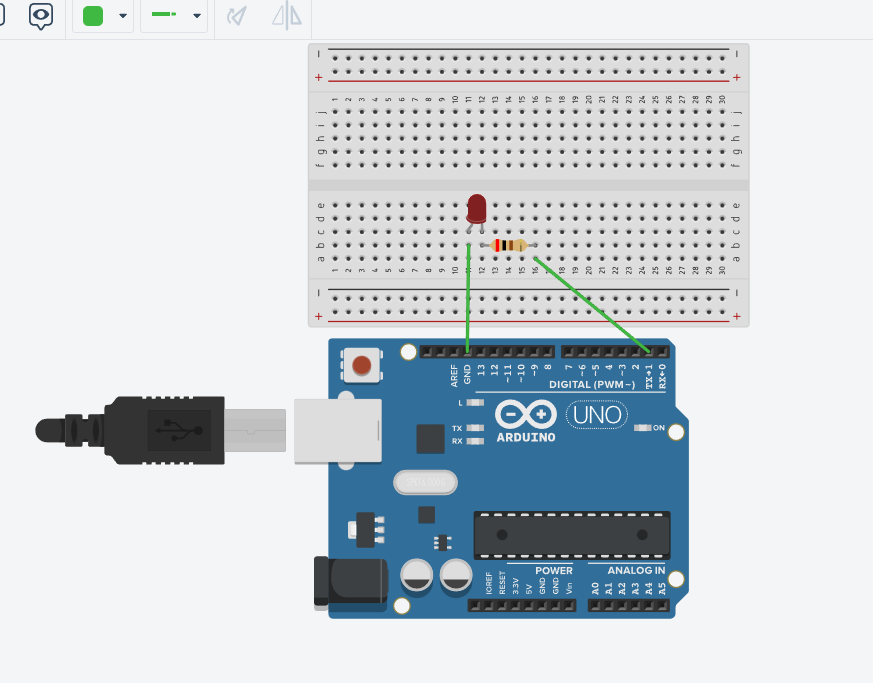 − −
+ +
1 2 3 4 5 6 7 8 9 10 11 12 13 14 15 16 17 18 19 20 21 22 23 24 25 26 27 28 29 30
j j
i i
h h
g g
f f
e e
d d
c c
b b
a a
1 2 3 4 5 6 7 8 9 10 11 12 13 14 15 16 17 18 19 20 21 22 23 24 25 26 27 28 29 30
− −
+ +
AREF GND 13 12 ~11 ~10 ~9 8 7 ~6 ~5 4 ~3 2 TX→1 RX←0
DIGITAL (PWM~)
L
TX
RX
ARDUINO
UNO
ON
POWER
ANALOG IN
IOREF RESET 3.3V 5V GND GND Vin A0 A1 A2 A3 A4 A5